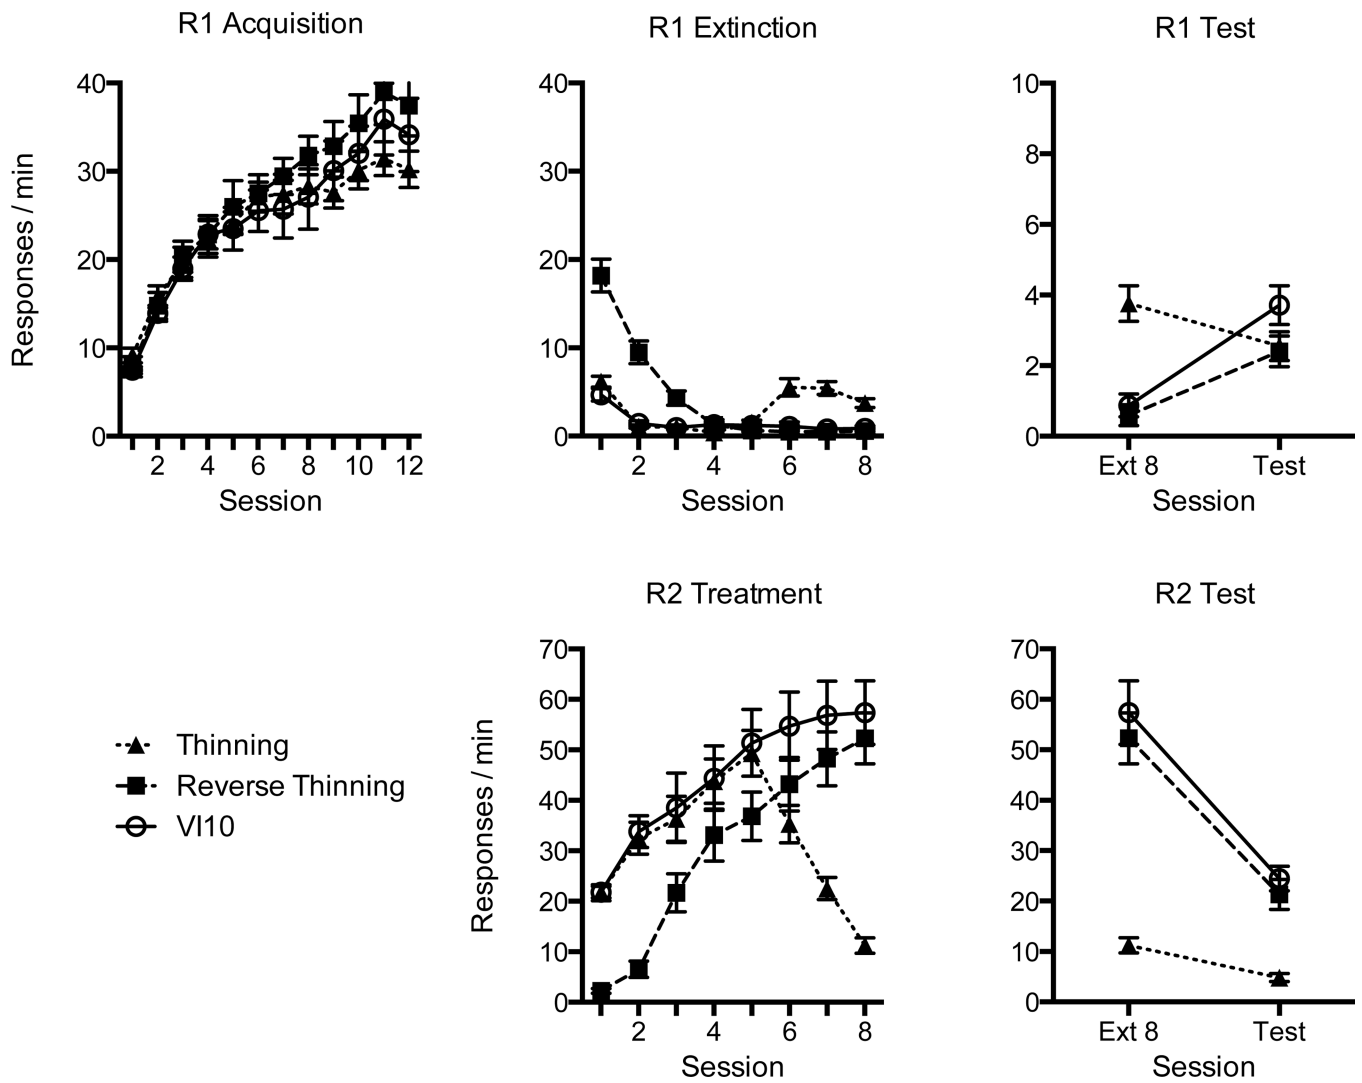 R1 Acquisition
R1 Extinction
R1 Test
Responses / min
40
30
20
10
0
2 4 6 8 10 12
Session
40
30
20
10
0
2 4 6 8
Session
10
8
6
4
2
0
Ext 8 Test
Session
Thinning
Reverse Thinning
VI10
R2 Treatment
R2 Test
Responses / min
70
60
50
40
30
20
10
0
2 4 6 8
Session
70
60
50
40
30
20
10
0
Ext 8 Test
Session